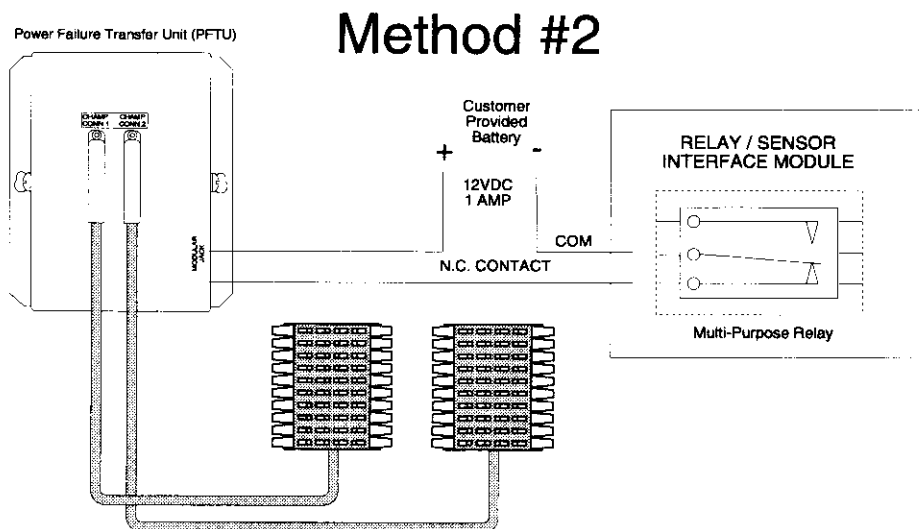 Method #2
Power Failure Transfer Unit (PFTU)
CHAMP CHAMP
CONN 1 CONN 2
MODULAR
JACK
Customer
Provided
Battery
+ -
12VDC
1 AMP
COM
N.C. CONTACT
RELAY / SENSOR
INTERFACE MODULE
Multi-Purpose Relay